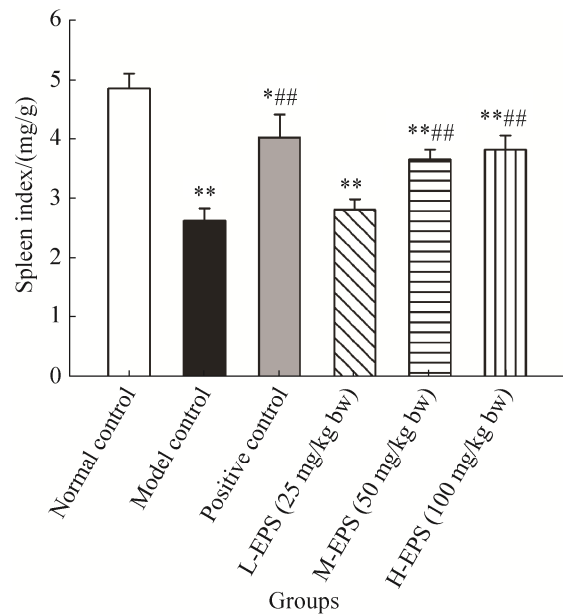 Spleen index/(mg/g)
6
5
4
3
2
1
0
**
*##
**
**##
**##
Normal control
Model control
Positive control
L-EPS (25 mg/kg bw)
M-EPS (50 mg/kg bw)
H-EPS (100 mg/kg bw)
Groups